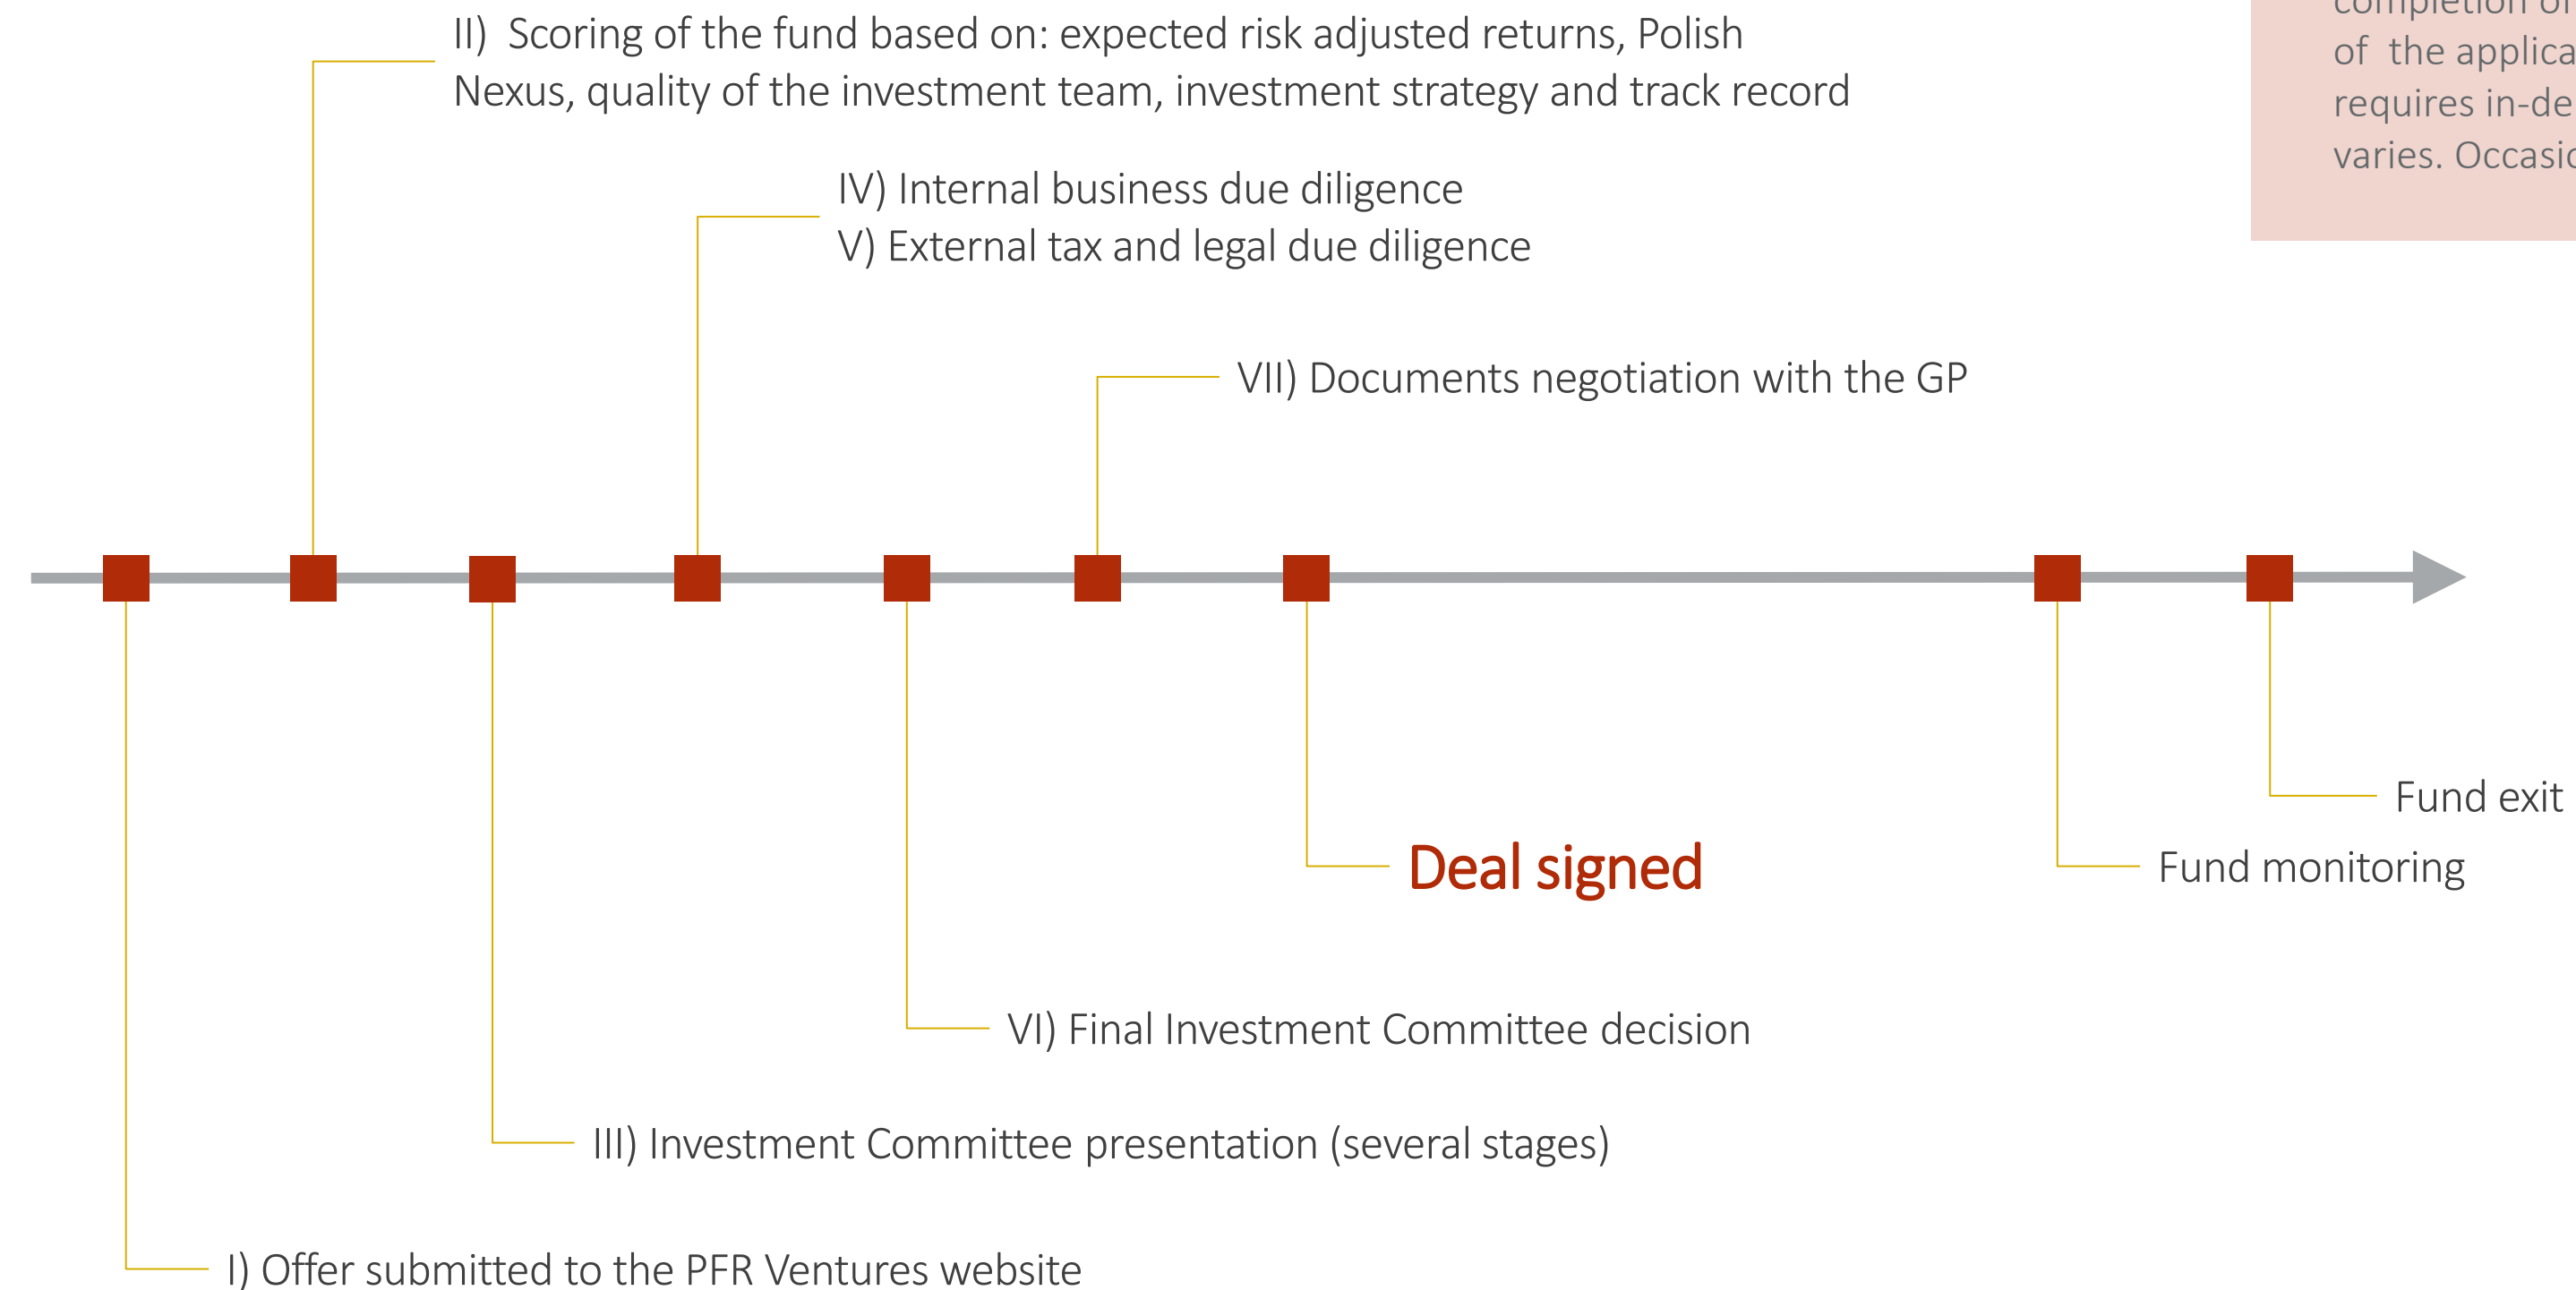 II) Scoring of the fund based on: expected risk adjusted returns, Polish
Nexus, quality of the investment team, investment strategy and track record
completion of
of the applica
requires in-de
varies. Occasio
IV) Internal business due diligence
V) External tax and legal due diligence
VII) Documents negotiation with the GP
Fund exit
Deal signed
Fund monitoring
VI) Final Investment Committee decision
III) Investment Committee presentation (several stages)
I) Offer submitted to the PFR Ventures website